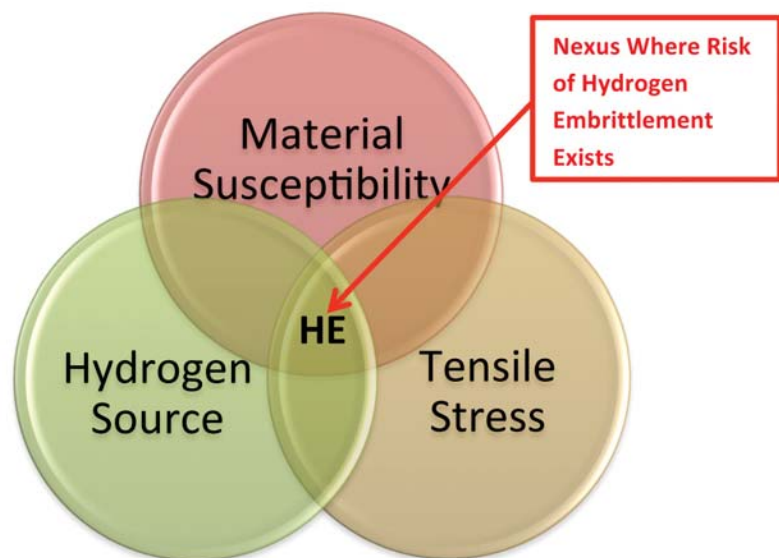 Nexus Where Risk
of Hydrogen
Embrittlement
Exists
Material
Susceptibility
HE
Hydrogen
Source
Tensile
Stress